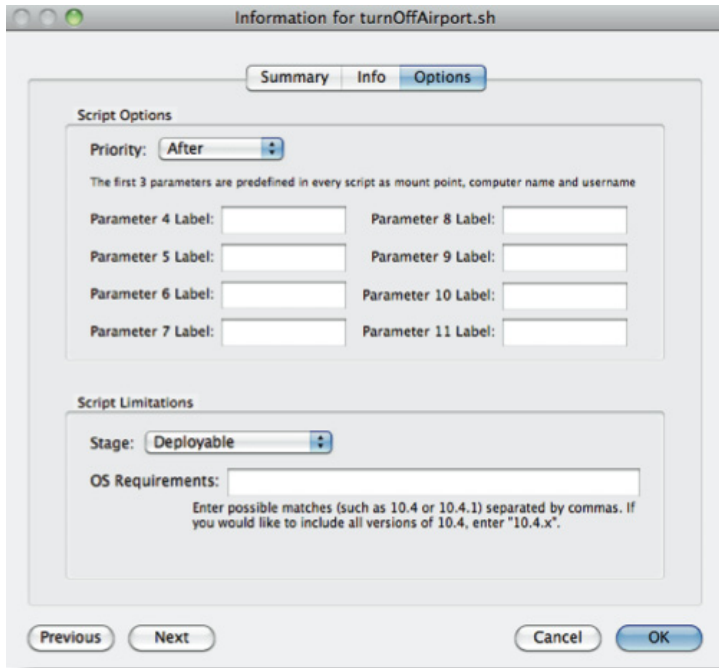 Information for turnOffAirport.sh
Summary Info Options
Script Options
Priority: After
The first 3 parameters are predefined in every script as mount point, computer name and username
Parameter 4 Label: Parameter 8 Label:
Parameter 5 Label: Parameter 9 Label:
Parameter 6 Label: Parameter 10 Label:
Parameter 7 Label: Parameter 11 Label:
Script Limitations
Stage: Deployable
OS Requirements:
Enter possible matches (such as 10.4 or 10.4.1) separated by commas. If
you would like to include all versions of 10.4, enter "10.4.x".
Previous Next Cancel OK